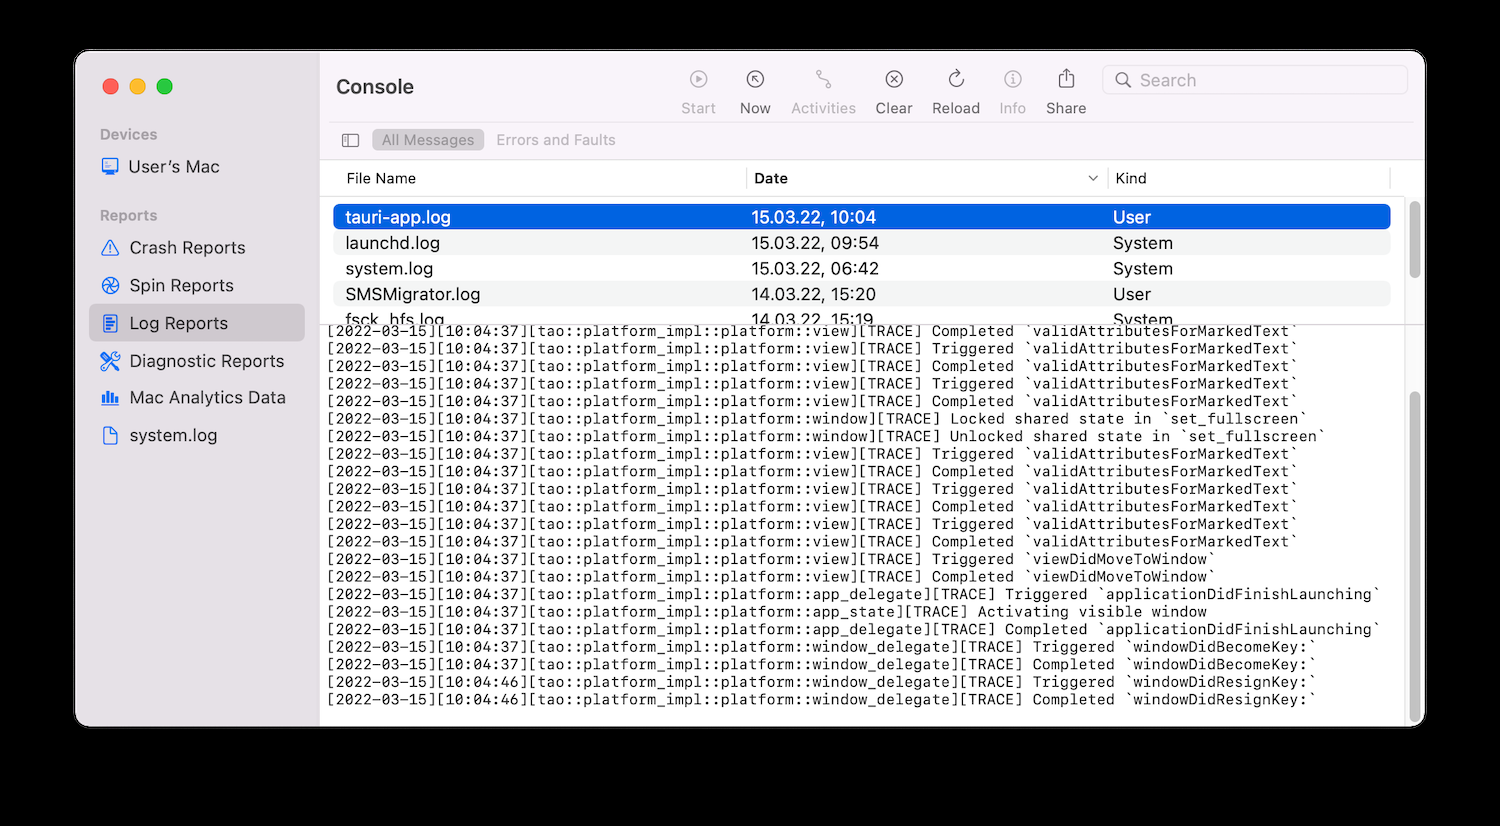 Console
Start
Now
Activities
Clear
Reload
Info
Share
Search
Devices
User’s Mac
Reports
Crash Reports
Spin Reports
Log Reports
Diagnostic Reports
Mac Analytics Data
system.log
All Messages
Errors and Faults
File Name Date Kind
tauri-app.log 15.03.22, 10:04 User
launchd.log 15.03.22, 09:54 System
system.log 15.03.22, 06:42 System
SMSMigrator.log 14.03.22, 15:20 User
fsck_hfs.log 14.03.22, 15:19 System
[2022-03-15][10:04:37][tao::platform_impl::platform::view][TRACE] Completed `validAttributesForMarkedText`
[2022-03-15][10:04:37][tao::platform_impl::platform::view][TRACE] Triggered `validAttributesForMarkedText`
[2022-03-15][10:04:37][tao::platform_impl::platform::view][TRACE] Completed `validAttributesForMarkedText`
[2022-03-15][10:04:37][tao::platform_impl::platform::view][TRACE] Triggered `validAttributesForMarkedText`
[2022-03-15][10:04:37][tao::platform_impl::platform::view][TRACE] Completed `validAttributesForMarkedText`
[2022-03-15][10:04:37][tao::platform_impl::platform::window][TRACE] Locked shared state in `set_fullscreen`
[2022-03-15][10:04:37][tao::platform_impl::platform::window][TRACE] Unlocked shared state in `set_fullscreen`
[2022-03-15][10:04:37][tao::platform_impl::platform::view][TRACE] Triggered `validAttributesForMarkedText`
[2022-03-15][10:04:37][tao::platform_impl::platform::view][TRACE] Completed `validAttributesForMarkedText`
[2022-03-15][10:04:37][tao::platform_impl::platform::view][TRACE] Triggered `validAttributesForMarkedText`
[2022-03-15][10:04:37][tao::platform_impl::platform::view][TRACE] Completed `validAttributesForMarkedText`
[2022-03-15][10:04:37][tao::platform_impl::platform::view][TRACE] Triggered `validAttributesForMarkedText`
[2022-03-15][10:04:37][tao::platform_impl::platform::view][TRACE] Completed `validAttributesForMarkedText`
[2022-03-15][10:04:37][tao::platform_impl::platform::view][TRACE] Triggered `viewDidMoveToWindow`
[2022-03-15][10:04:37][tao::platform_impl::platform::view][TRACE] Completed `viewDidMoveToWindow`
[2022-03-15][10:04:37][tao::platform_impl::platform::app_delegate][TRACE] Triggered `applicationDidFinishLaunching`
[2022-03-15][10:04:37][tao::platform_impl::platform::app_state][TRACE] Activating visible window
[2022-03-15][10:04:37][tao::platform_impl::platform::app_delegate][TRACE] Completed `applicationDidFinishLaunching`
[2022-03-15][10:04:37][tao::platform_impl::platform::window_delegate][TRACE] Triggered `windowDidBecomeKey:`
[2022-03-15][10:04:37][tao::platform_impl::platform::window_delegate][TRACE] Completed `windowDidBecomeKey:`
[2022-03-15][10:04:46][tao::platform_impl::platform::window_delegate][TRACE] Triggered `windowDidResignKey:`
[2022-03-15][10:04:46][tao::platform_impl::platform::window_delegate][TRACE] Completed `windowDidResignKey:`